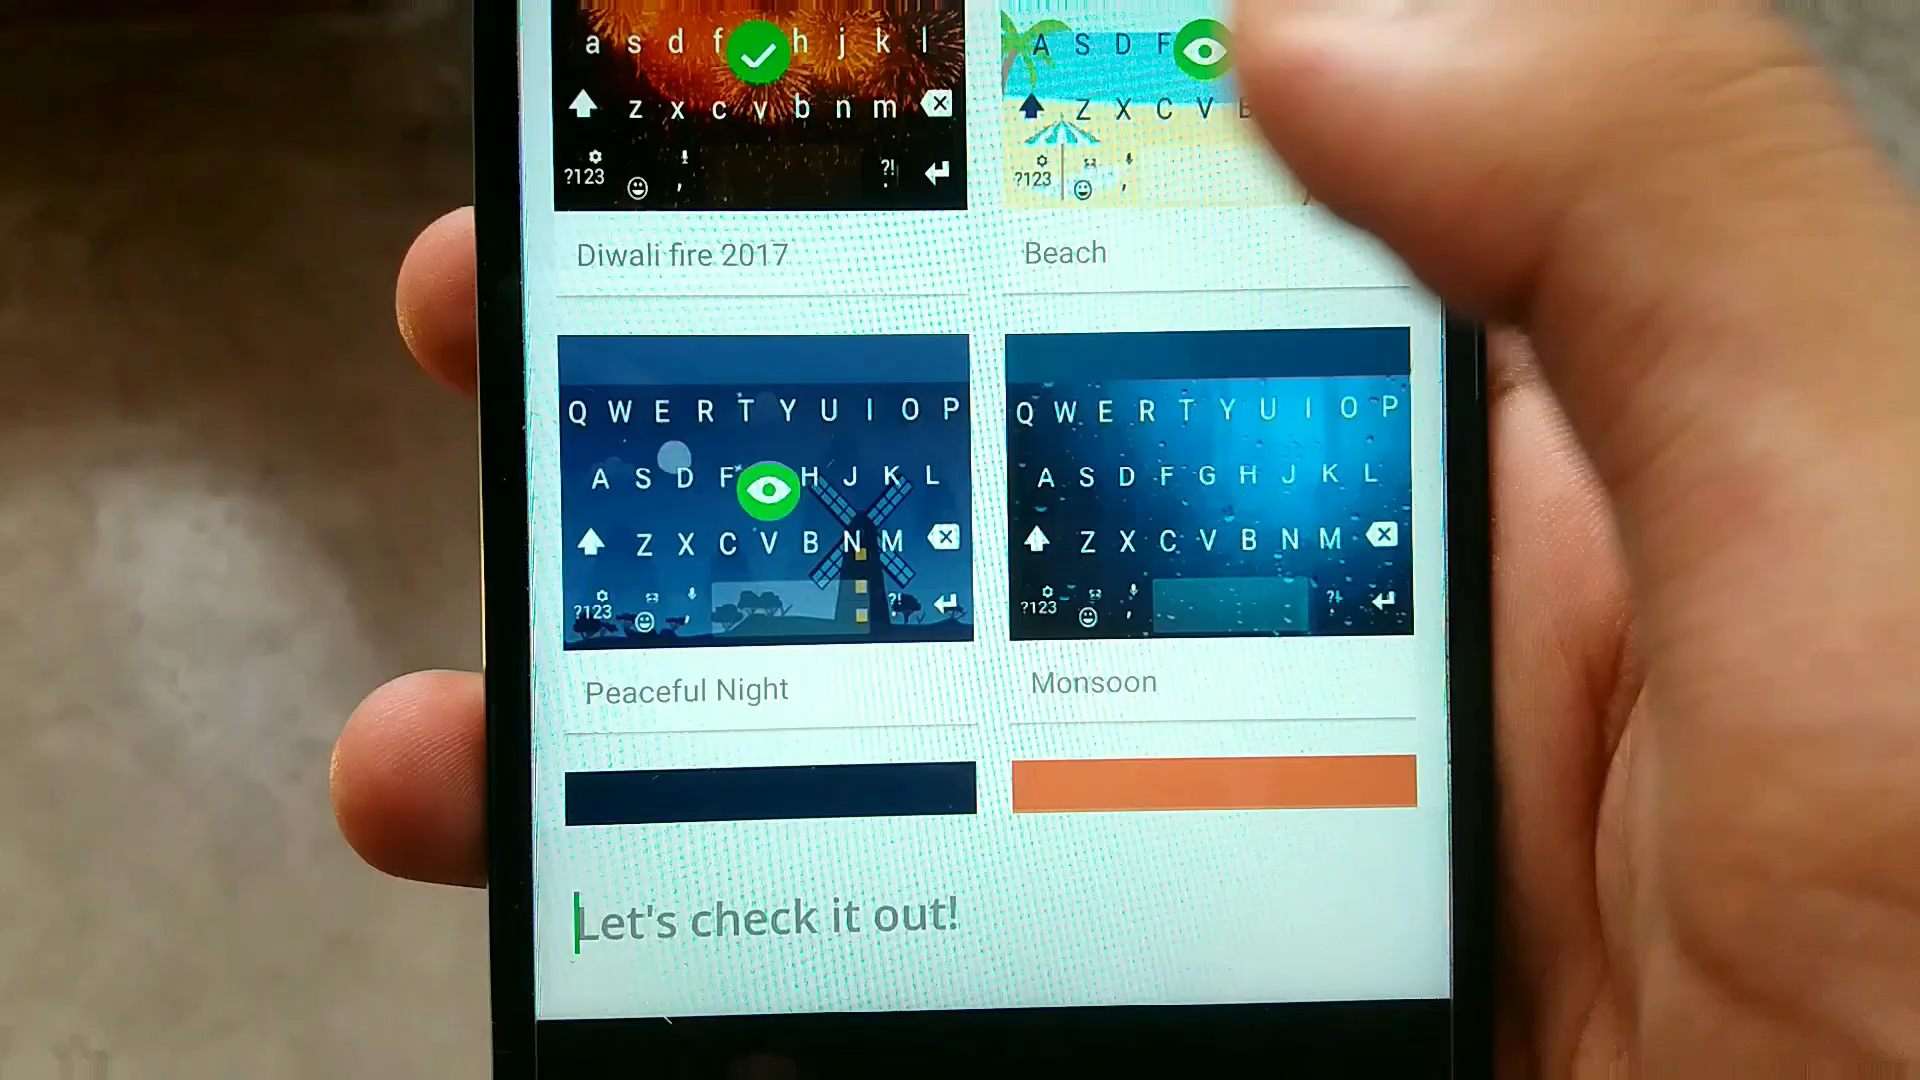 a s d f h j k l
A S D F
z x c v b n m
Z X C V
?123 , ?! .
?123 ,
Diwali fire 2017
Beach
Q W E R T Y U I O P
Q W E R T Y U I O P
A S D F H J K L
A S D F G H J K L
Z X C V B N M
Z X C V B N M
?123 , ?! .
?123 , ?! .
Peaceful Night
Monsoon
Let's check it out!